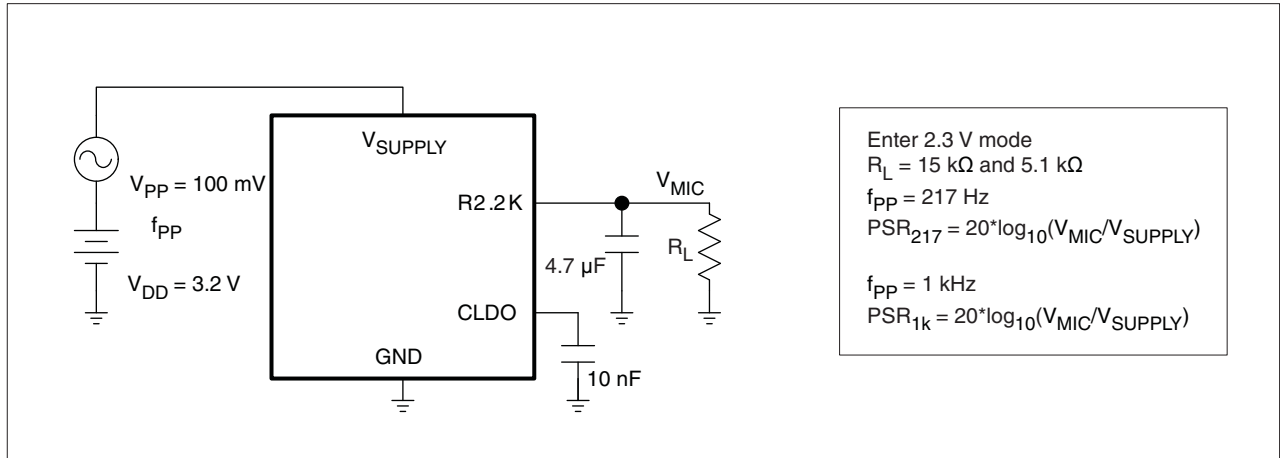 V_SUPPLY
V_PP = 100 mV
f_PP
V_DD = 3.2 V
R2.2K
V_MIC
4.7 µF
R_L
CLDO
GND
10 nF
Enter 2.3 V mode
R_L = 15 kΩ and 5.1 kΩ
f_PP = 217 Hz
PSR_217 = 20*log_10(V_MIC/V_SUPPLY)
f_PP = 1 kHz
PSR_1k = 20*log_10(V_MIC/V_SUPPLY)